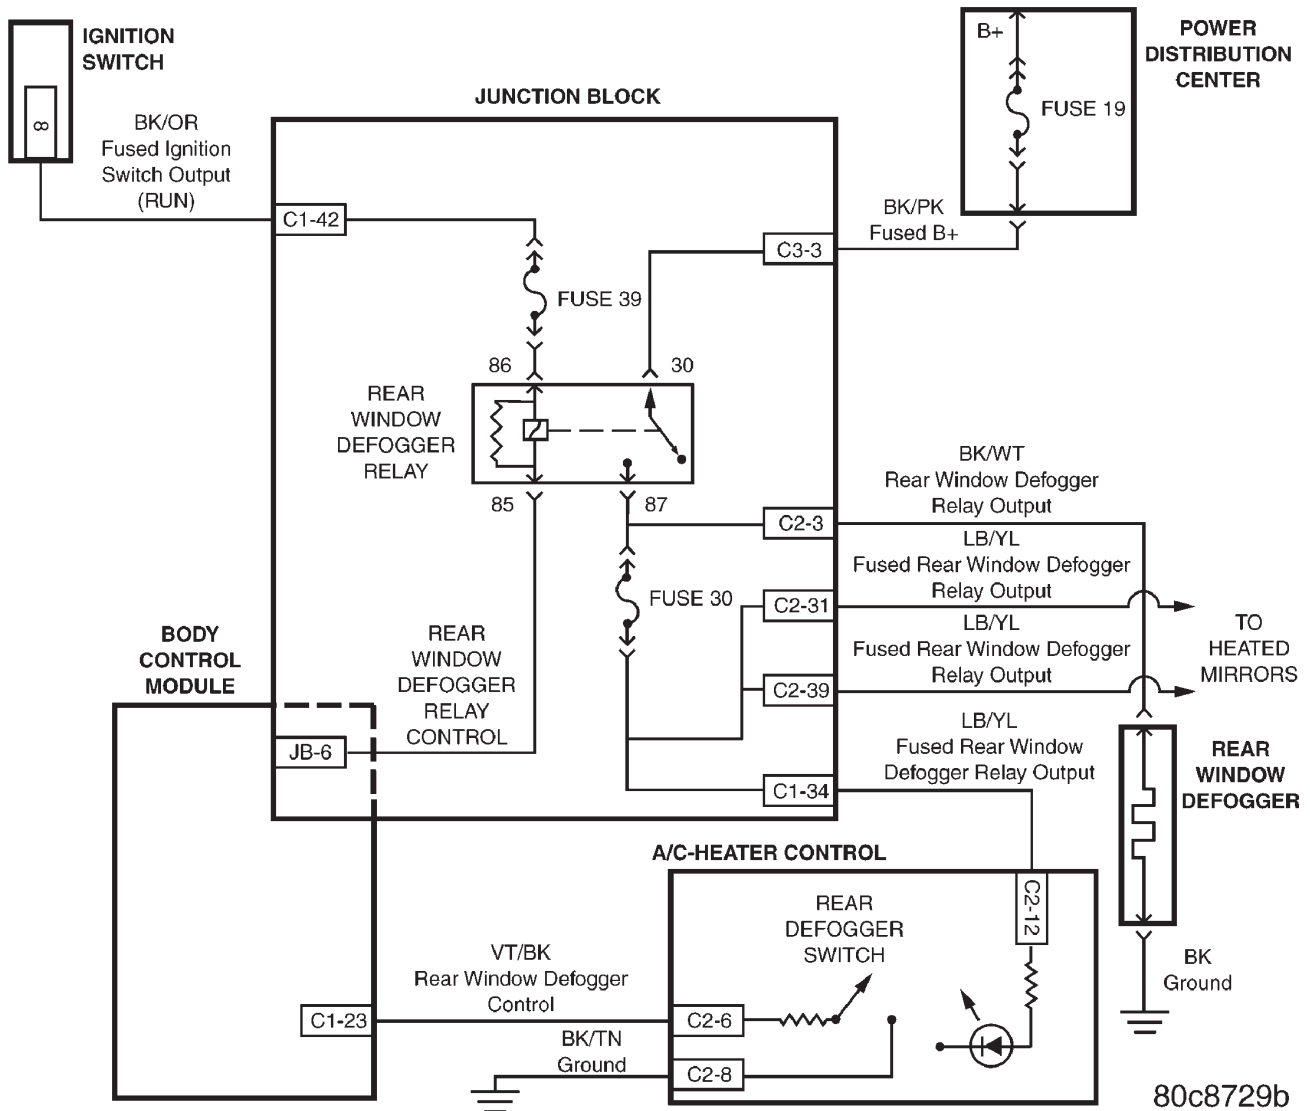 IGNITION
SWITCH
8
BK/OR
Fused Ignition
Switch Output
(RUN)
JUNCTION BLOCK
POWER
DISTRIBUTION
CENTER
B+
FUSE 19
BK/PK
Fused B+
C1-42
C3-3
FUSE 39
86
30
REAR
WINDOW
DEFOGGER
RELAY
85
87
BK/WT
Rear Window Defogger
Relay Output
C2-3
LB/YL
Fused Rear Window Defogger
Relay Output
FUSE 30
C2-31
LB/YL
Fused Rear Window Defogger
Relay Output
C2-39
TO
HEATED
MIRRORS
BODY
CONTROL
MODULE
REAR
WINDOW
DEFOGGER
RELAY
CONTROL
JB-6
LB/YL
Fused Rear Window
Defogger Relay Output
C1-34
REAR
WINDOW
DEFOGGER
A/C-HEATER CONTROL
C2-12
REAR
DEFOGGER
SWITCH
VT/BK
Rear Window Defogger
Control
C1-23
C2-6
BK/TN
Ground
C2-8
BK
Ground
80c8729b